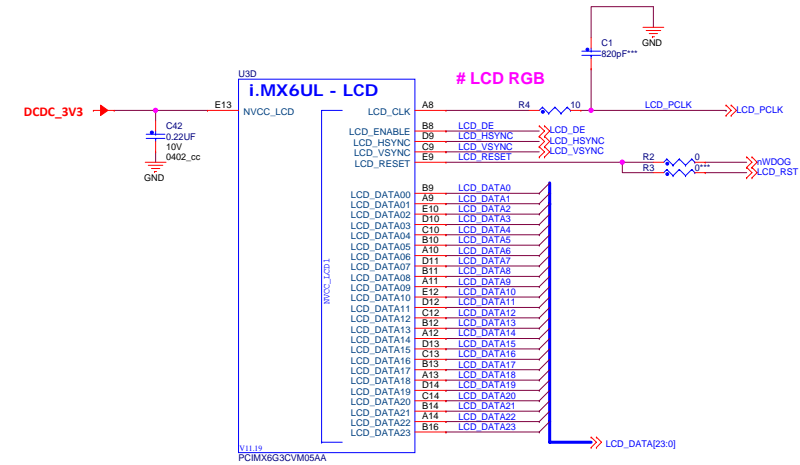 C1
820pF***
GND
U3D
# LCD RGB
i.MX6UL - LCD
DCDC_3V3
E13
NVCC_LCD
LCD_CLK
A8
R4
10
LCD_PCLK
LCD_PCLK
C42
0.22UF
10V
0402_cc
GND
LCD_ENABLE
B8
LCD_DE
LCD_DE
LCD_HSYNC
D9
LCD_HSYNC
LCD_HSYNC
LCD_VSYNC
C9
LCD_VSYNC
LCD_VSYNC
LCD_RESET
E9
LCD_RESET
R2
0
nWDOG
R3
0***
LCD_RST
NVCC_LCD1
LCD_DATA00
B9
LCD_DATA0
LCD_DATA01
A9
LCD_DATA1
LCD_DATA02
E10
LCD_DATA2
LCD_DATA03
D10
LCD_DATA3
LCD_DATA04
C10
LCD_DATA4
LCD_DATA05
B10
LCD_DATA5
LCD_DATA06
A10
LCD_DATA6
LCD_DATA07
D11
LCD_DATA7
LCD_DATA08
B11
LCD_DATA8
LCD_DATA09
A11
LCD_DATA9
LCD_DATA10
E12
LCD_DATA10
LCD_DATA11
D12
LCD_DATA11
LCD_DATA12
C12
LCD_DATA12
LCD_DATA13
B12
LCD_DATA13
LCD_DATA14
A12
LCD_DATA14
LCD_DATA15
D13
LCD_DATA15
LCD_DATA16
C13
LCD_DATA16
LCD_DATA17
B13
LCD_DATA17
LCD_DATA18
A13
LCD_DATA18
LCD_DATA19
D14
LCD_DATA19
LCD_DATA20
C14
LCD_DATA20
LCD_DATA21
B14
LCD_DATA21
LCD_DATA22
A14
LCD_DATA22
LCD_DATA23
B16
LCD_DATA23
LCD_DATA[23:0]
V11.19
PCIMX6G3CVM05AA